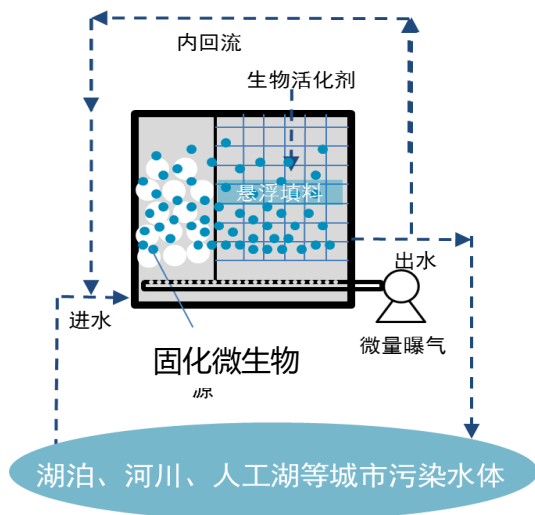 内回流
生物活化剂
悬浮填料
出水
进水
微量曝气
固化微生物
源
湖泊、河川、人工湖等城市污染水体